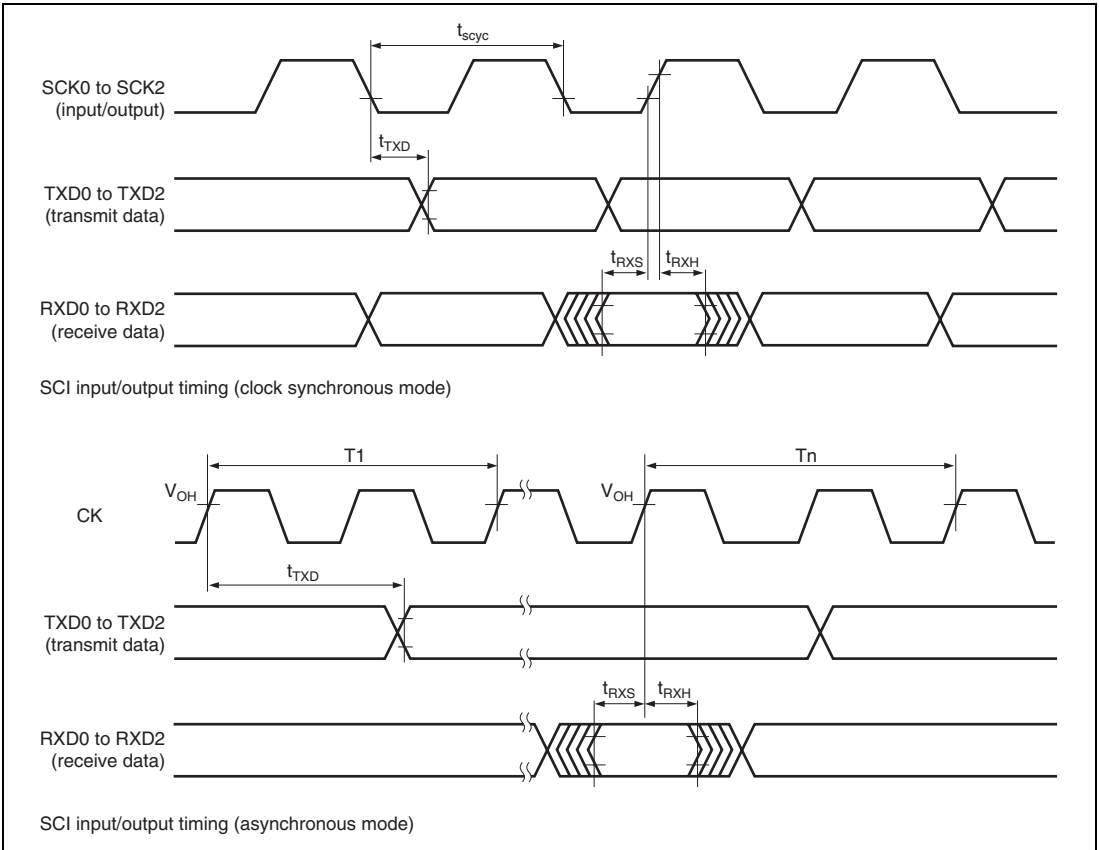 tscyc
SCK0 to SCK2
(input/output)
tTXD
TXD0 to TXD2
(transmit data)
tRXS tRXH
RXD0 to RXD2
(receive data)
SCI input/output timing (clock synchronous mode)
T1 Tn
VOH VOH
CK
tTXD
TXD0 to TXD2
(transmit data)
tRXS tRXH
RXD0 to RXD2
(receive data)
SCI input/output timing (asynchronous mode)